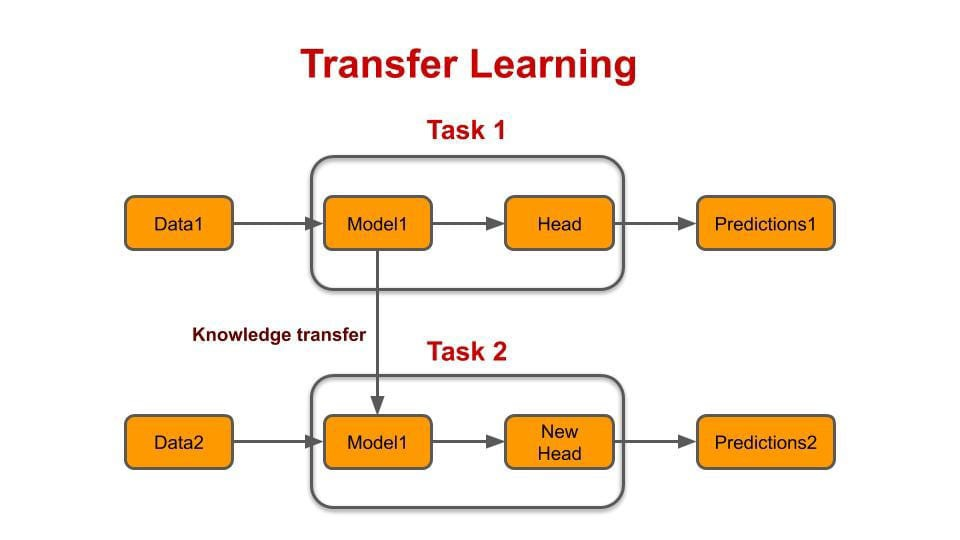 Transfer Learning
Task 1
Data1
Model1
Head
Predictions1
Knowledge transfer
Task 2
Data2
Model1
New
Head
Predictions2